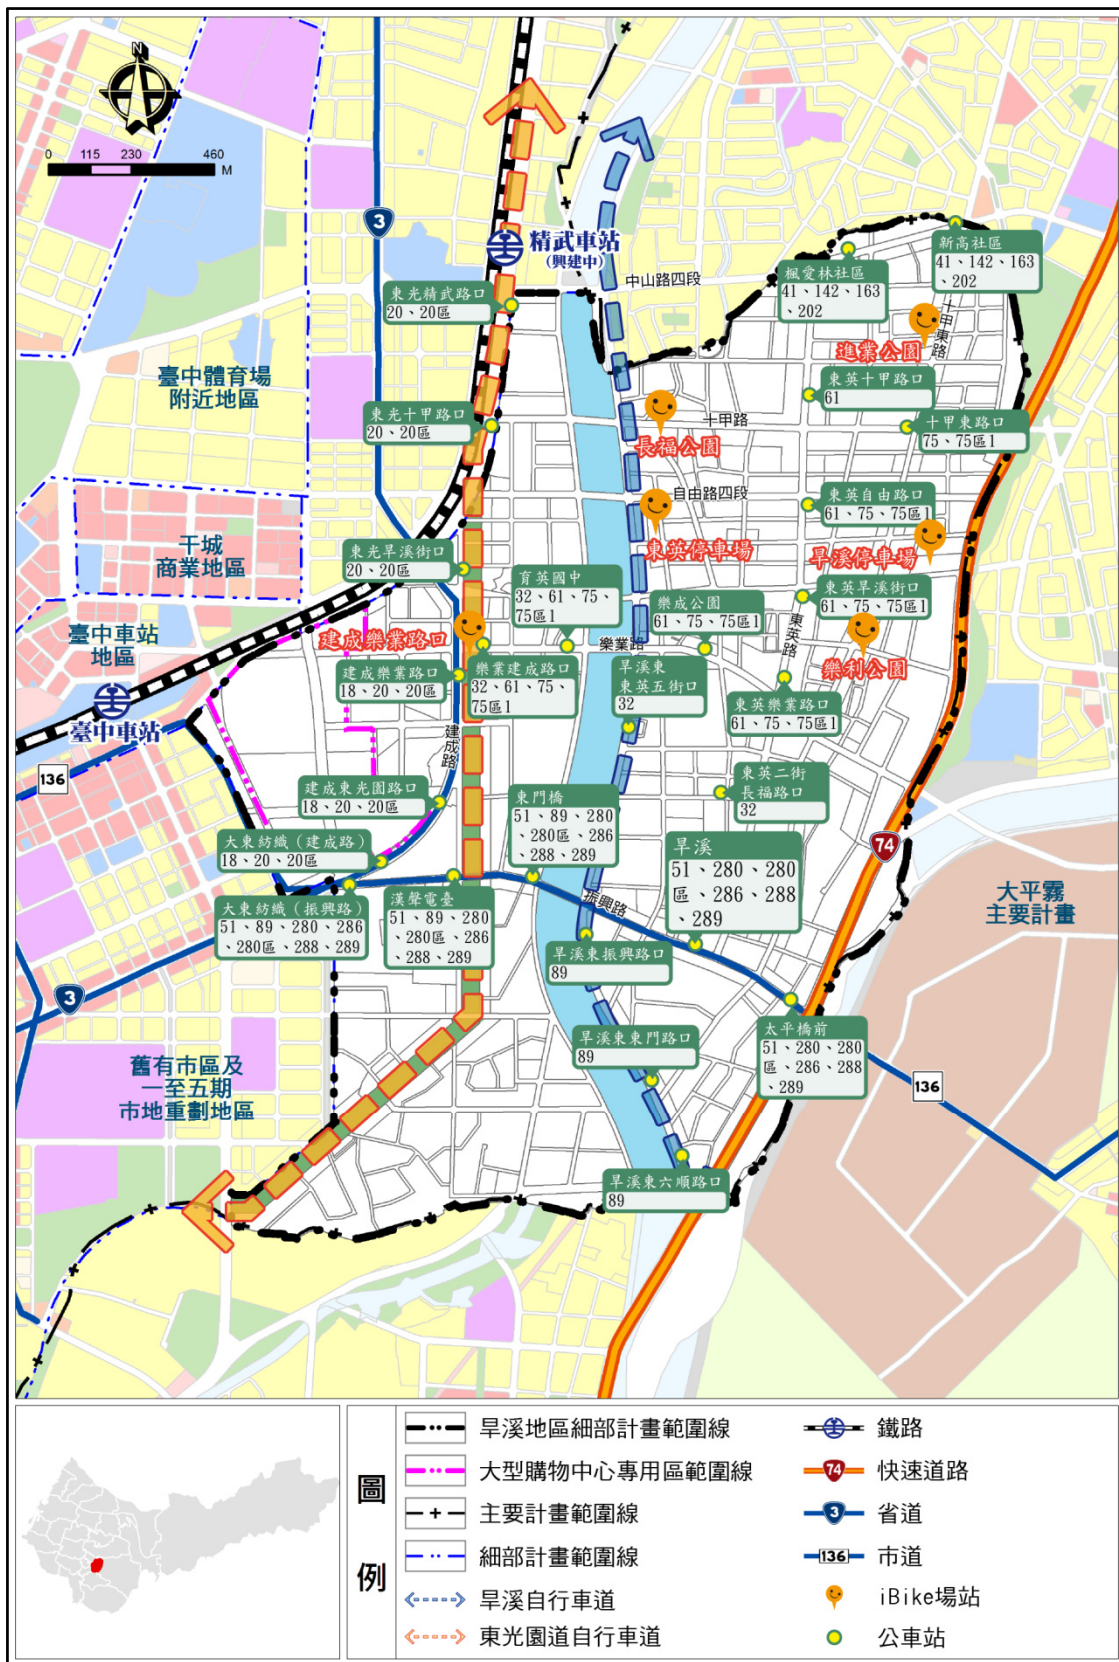 N
0 115 230 460
M
3
精武車站
(興建中)
中山路四段
新高社區
41、142、163
、202
楓愛林社區
41、142、163
、202
東光精武路口
20、20區
十甲東路
進業公園
臺中體育場
附近地區
東英十甲路口
61
東光十甲路口
20、20區
十甲路
長福公園
十甲東路口
75、75區1
自由路四段
東英自由路口
61、75、75區1
干城
商業地區
東英停車場
旱溪停車場
東光旱溪街口
20、20區
育英國中
32、61、75、
75區1
樂成公園
61、75、75區1
東英旱溪街口
61、75、75區1
臺中車站
地區
建成樂業路口
樂業路
東英路
樂利公園
建成樂業路口
18、20、20區
樂業建成路口
32、61、75、
75區1
旱溪東
東英五街口
32
東英樂業路口
61、75、75區1
臺中車站
136
建成路
建成東光園路口
18、20、20區
東門橋
51、89、280
、280區、286
、288、289
東英二街
長福路口
32
大東紡織（建成路）
18、20、20區
旱溪
51、280、280
區、286、288
、289
74
大平霧
主要計畫
大東紡織（振興路）
51、89、280、286
、280區、288、289
漢聲電臺
51、89、280
、280區、286
、288、289
振興路
旱溪東振興路口
89
3
太平橋前
51、280、280
區、286、288
、289
旱溪東東門路口
89
136
舊有市區及
一至五期
市地重劃地區
旱溪東六順路口
89
圖例
旱溪地區細部計畫範圍線
大型購物中心專用區範圍線
主要計畫範圍線
細部計畫範圍線
旱溪自行車道
東光園道自行車道
鐵路
74 快速道路
3 省道
136 市道
iBike場站
公車站